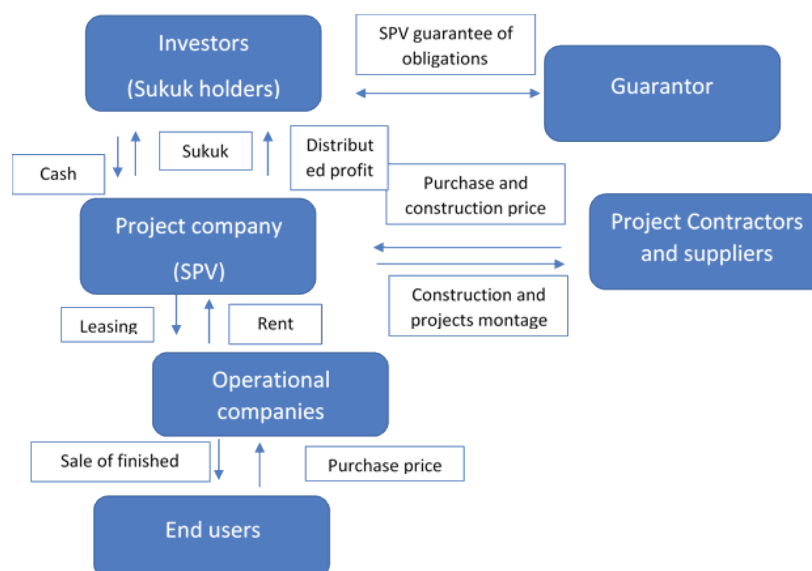 Investors
(Sukuk holders)
SPV guarantee of
obligations
Guarantor
Cash
Sukuk
Distribut
ed profit
Purchase and
construction price
Project company
(SPV)
Project Contractors
and suppliers
Leasing
Rent
Construction and
projects montage
Operational
companies
Sale of finished
Purchase price
End users